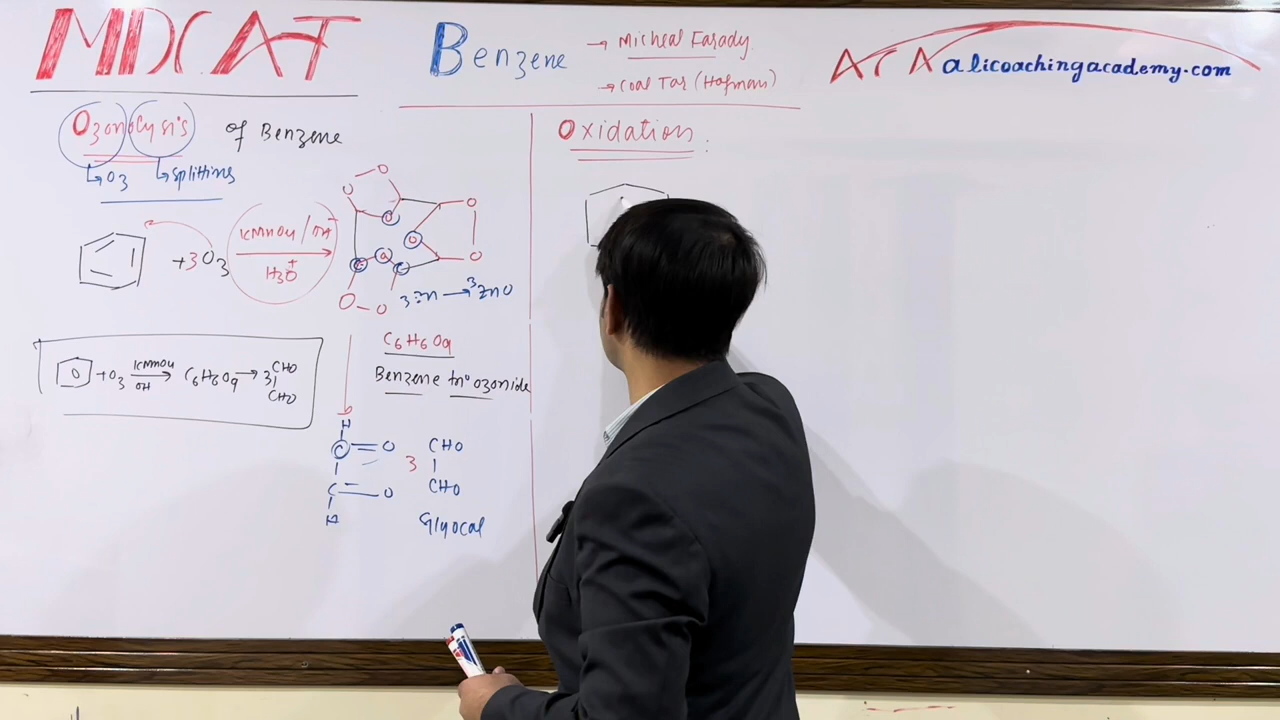 MDCAT
Benzene
→ Micheal Farady
→ Coal Tar (Hofmann)
ACA alicoachingacademy.com
Ozonolysis of Benzene
↳ O3 ↳ splitting
+ 3O3
KMnO4 / OH
H3O+
O
O
O
O
O
O
O
3Zn → 3ZnO
C6H6O9
Benzene tri ozonide
O + O3 KMnO4 OH → C6H6O9 → 3 CHO
CHO
H
C = O
C = O
H
3 CHO
CHO
Glyocal
Oxidation :